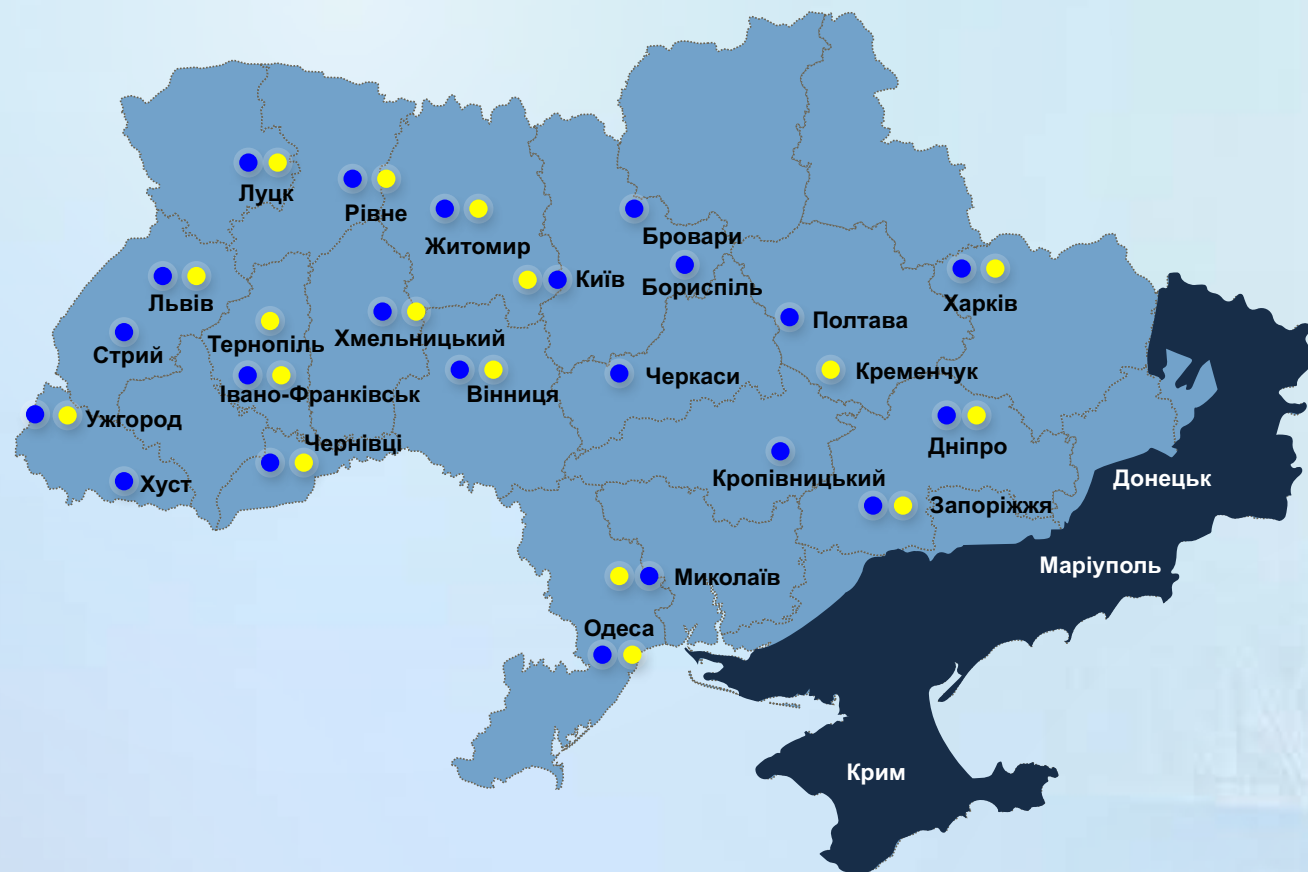 Луцк
Рівне
Житомир
Бровари
Київ
Бориспіль
Харків
Львів
Полтава
Тернопіль
Хмельницький
Стрий
Кременчук
Черкаси
Івано-Франківськ
Вінниця
Ужгород
Чернівці
Дніпро
Кропівницький
Донецьк
Хуст
Запоріжжя
Маріуполь
Миколаїв
Одеса
Крим